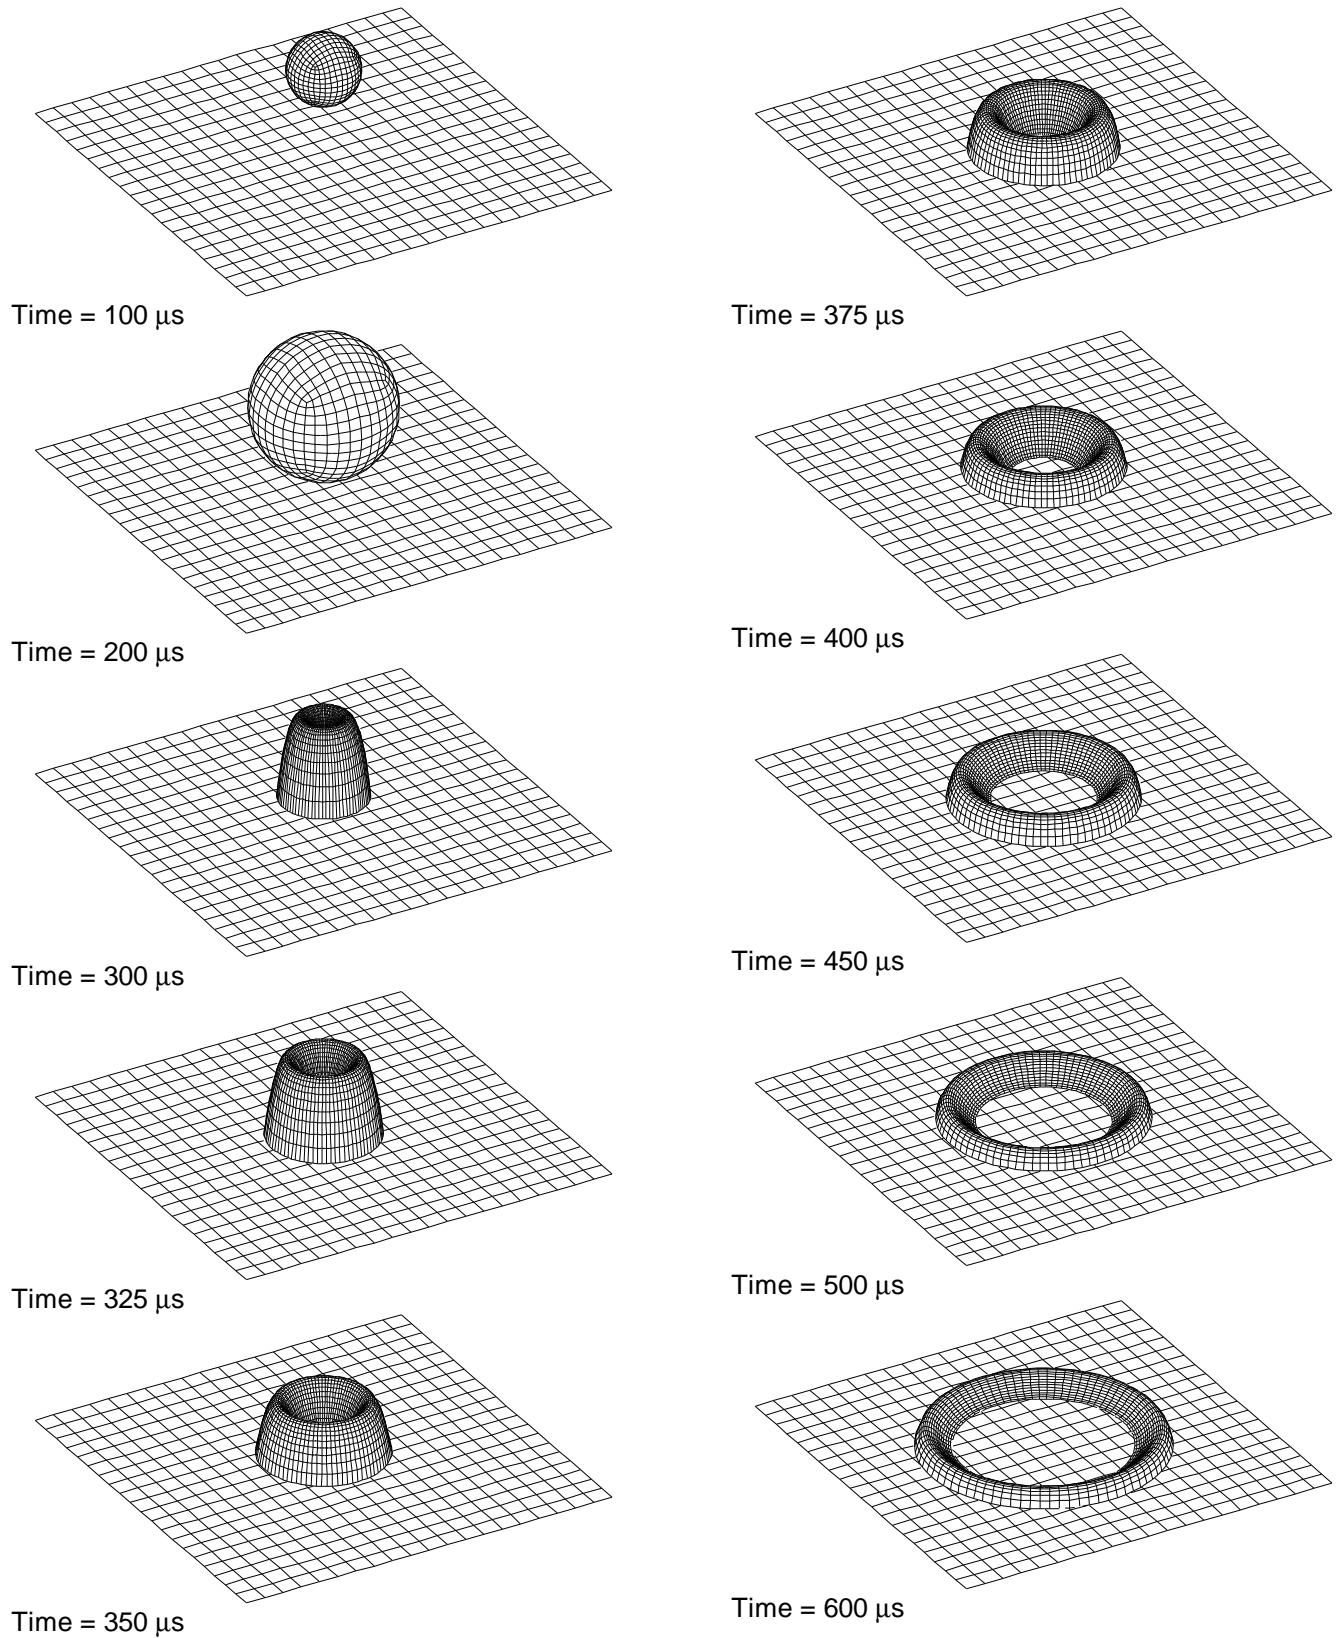 Time = 100 μs
Time = 200 μs
Time = 300 μs
Time = 325 μs
Time = 350 μs
Time = 375 μs
Time = 400 μs
Time = 450 μs
Time = 500 μs
Time = 600 μs